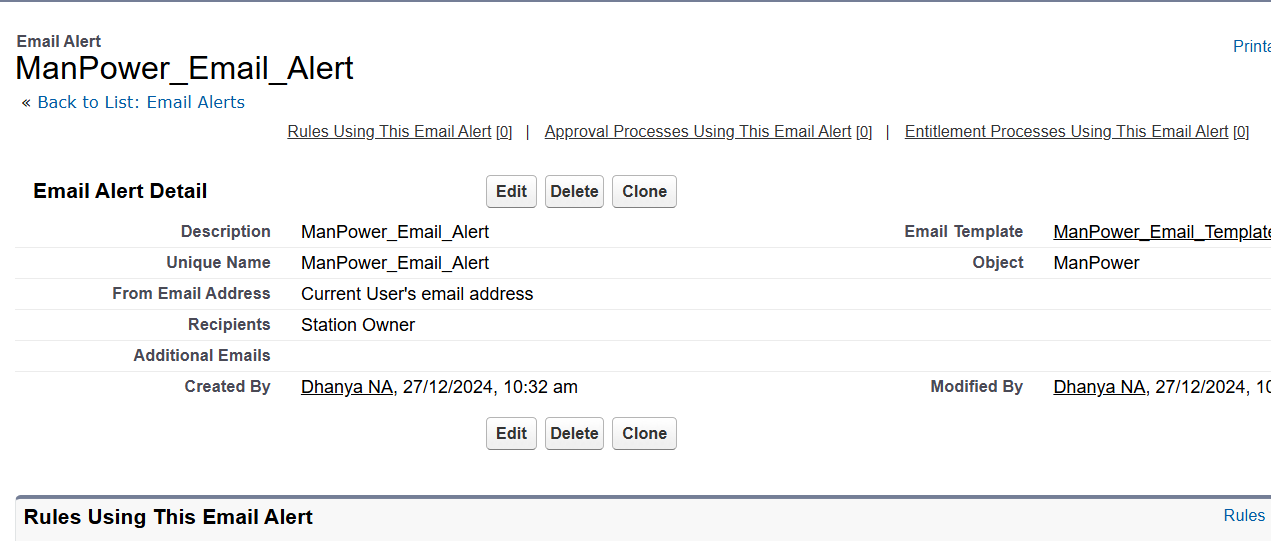 Email Alert
Printa
ManPower_Email_Alert
« Back to List: Email Alerts
Rules Using This Email Alert [0] | Approval Processes Using This Email Alert [0] | Entitlement Processes Using This Email Alert [0]
Email Alert Detail Edit Delete Clone
Description ManPower_Email_Alert Email Template ManPower_Email_Template
Unique Name ManPower_Email_Alert Object ManPower
From Email Address Current User's email address
Recipients Station Owner
Additional Emails
Created By Dhanya NA, 27/12/2024, 10:32 am Modified By Dhanya NA, 27/12/2024, 10
Edit Delete Clone
Rules Using This Email Alert Rules